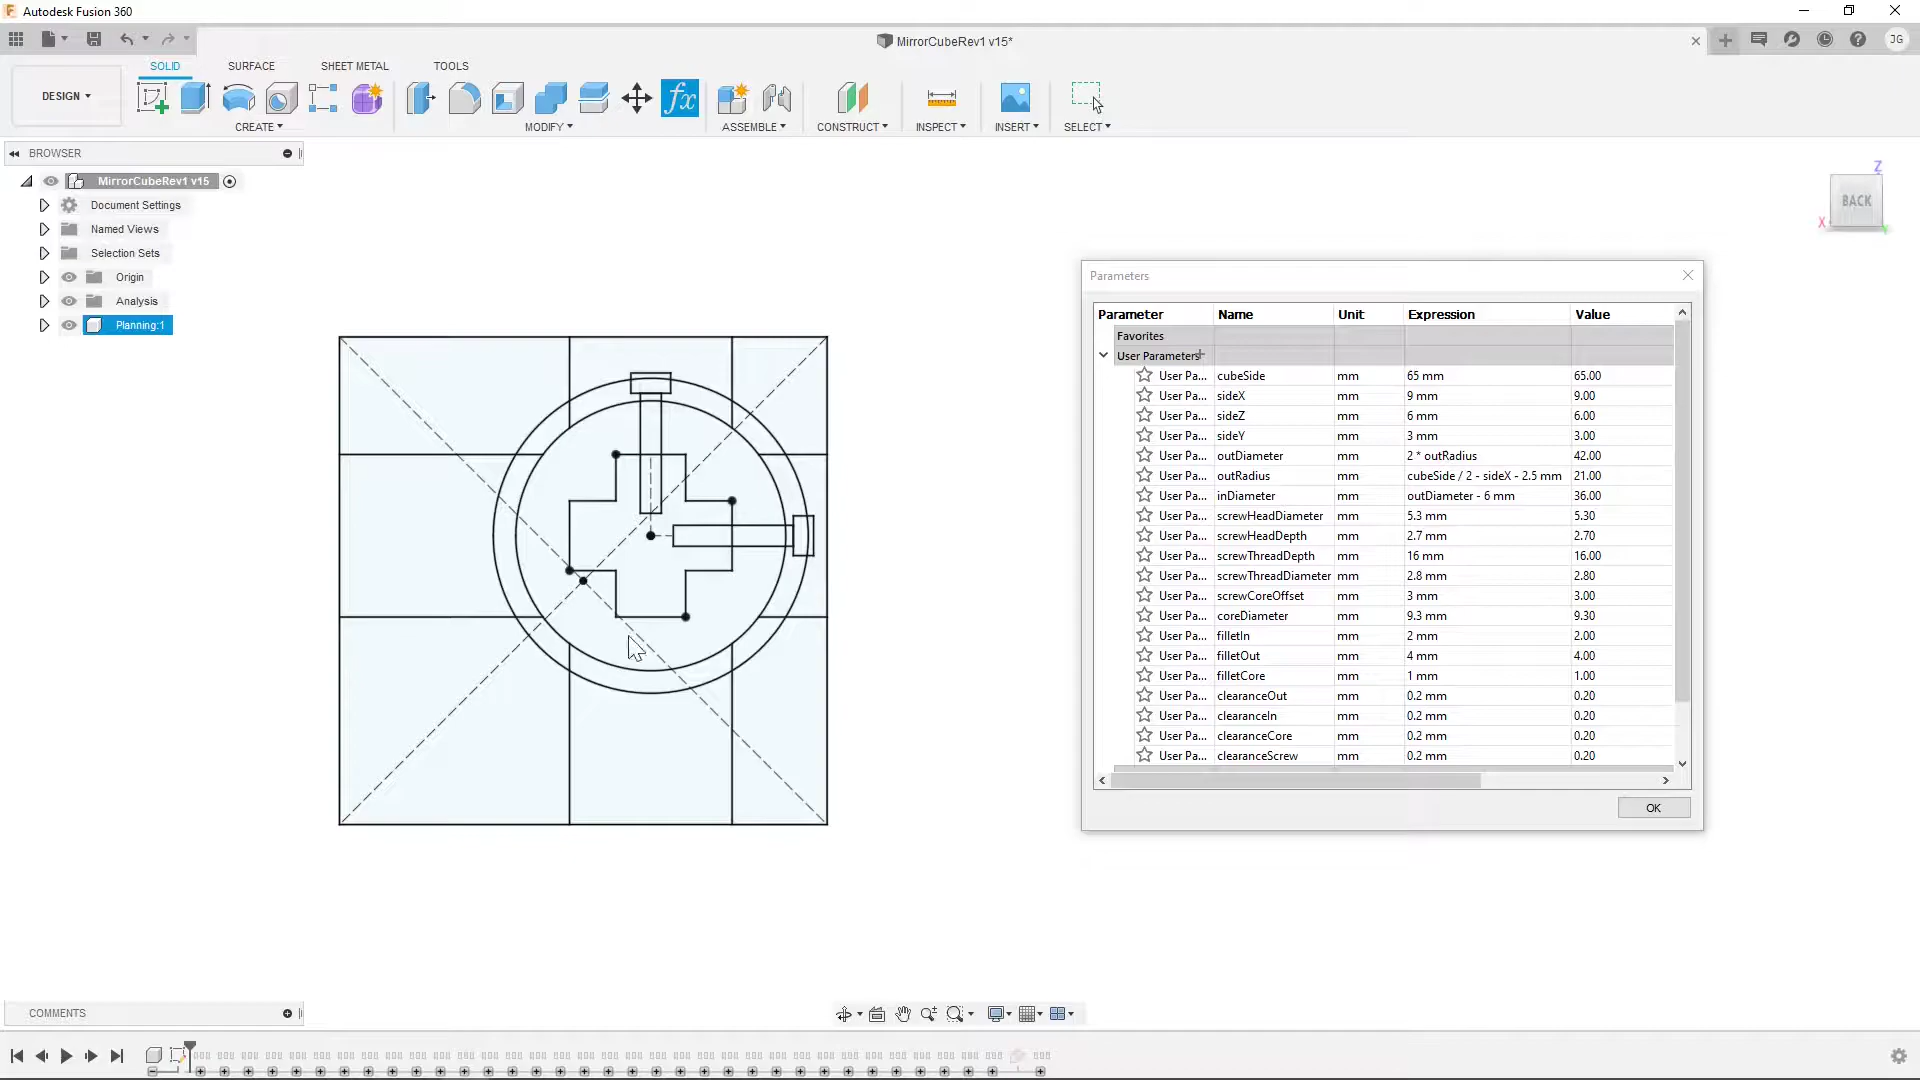 Autodesk Fusion 360
MirrorCubeRev1 v15*
JG
DESIGN
SOLID SURFACE SHEET METAL TOOLS
CREATE MODIFY ASSEMBLE CONSTRUCT INSPECT INSERT SELECT
fx
BROWSER
MirrorCubeRev1 v15
Document Settings
Named Views
Selection Sets
Origin
Analysis
Planning:1
Z
BACK
X
Parameters
Parameter Name Unit Expression Value
Favorites
User Parameters
User Pa... cubeSide mm 65 mm 65.00
User Pa... sideX mm 9 mm 9.00
User Pa... sideZ mm 6 mm 6.00
User Pa... sideY mm 3 mm 3.00
User Pa... outDiameter mm 2 * outRadius 42.00
User Pa... outRadius mm cubeSide / 2 - sideX - 2.5 mm 21.00
User Pa... inDiameter mm outDiameter - 6 mm 36.00
User Pa... screwHeadDiameter mm 5.3 mm 5.30
User Pa... screwHeadDepth mm 2.7 mm 2.70
User Pa... screwThreadDepth mm 16 mm 16.00
User Pa... screwThreadDiameter mm 2.8 mm 2.80
User Pa... screwCoreOffset mm 3 mm 3.00
User Pa... coreDiameter mm 9.3 mm 9.30
User Pa... filletIn mm 2 mm 2.00
User Pa... filletOut mm 4 mm 4.00
User Pa... filletCore mm 1 mm 1.00
User Pa... clearanceOut mm 0.2 mm 0.20
User Pa... clearanceIn mm 0.2 mm 0.20
User Pa... clearanceCore mm 0.2 mm 0.20
User Pa... clearanceScrew mm 0.2 mm 0.20
OK
COMMENTS